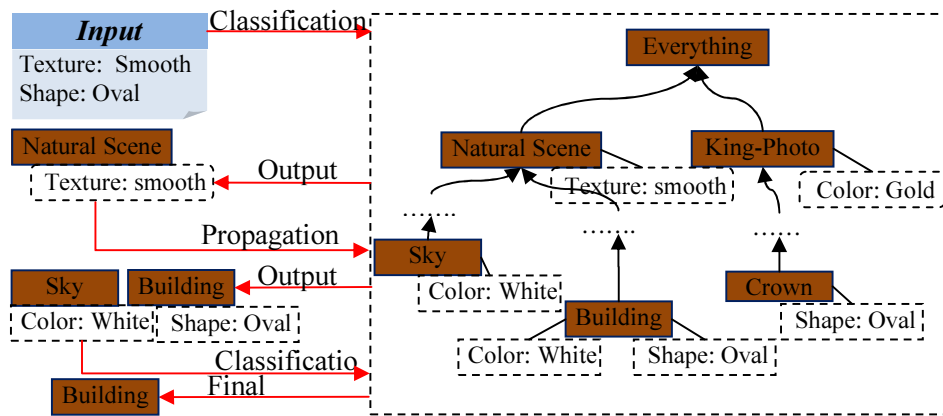 Input
Texture: Smooth
Shape: Oval
Classification
Everything
Natural Scene
Texture: smooth
Output
Natural Scene
King-Photo
Texture: smooth
Color: Gold
Propagation
........
......
......
Sky
Building
Output
Sky
Crown
Color: White
Shape: Oval
Color: White
Building
Shape: Oval
Classificatio
Color: White
Shape: Oval
Building
Final